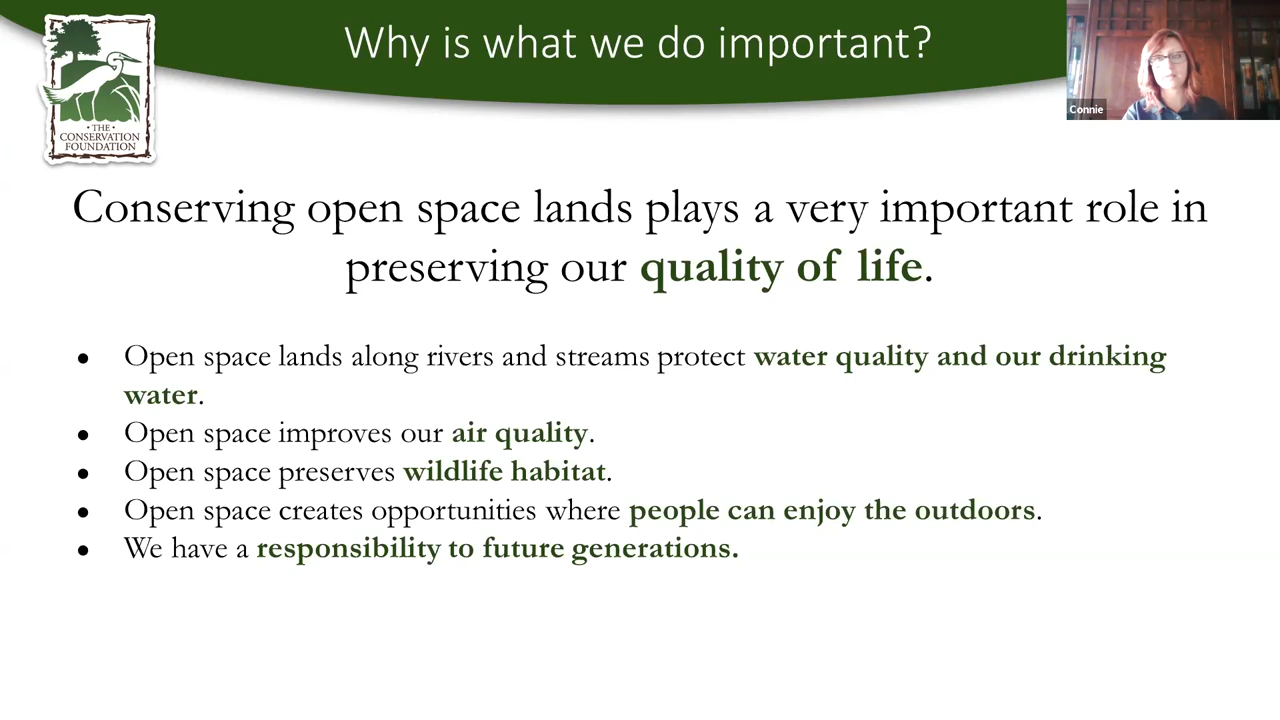 Why is what we do important?
Connie
• THE •
CONSERVATION
FOUNDATION
Conserving open space lands plays a very important role in
preserving our quality of life.
• Open space lands along rivers and streams protect water quality and our drinking
water.
• Open space improves our air quality.
• Open space preserves wildlife habitat.
• Open space creates opportunities where people can enjoy the outdoors.
• We have a responsibility to future generations.